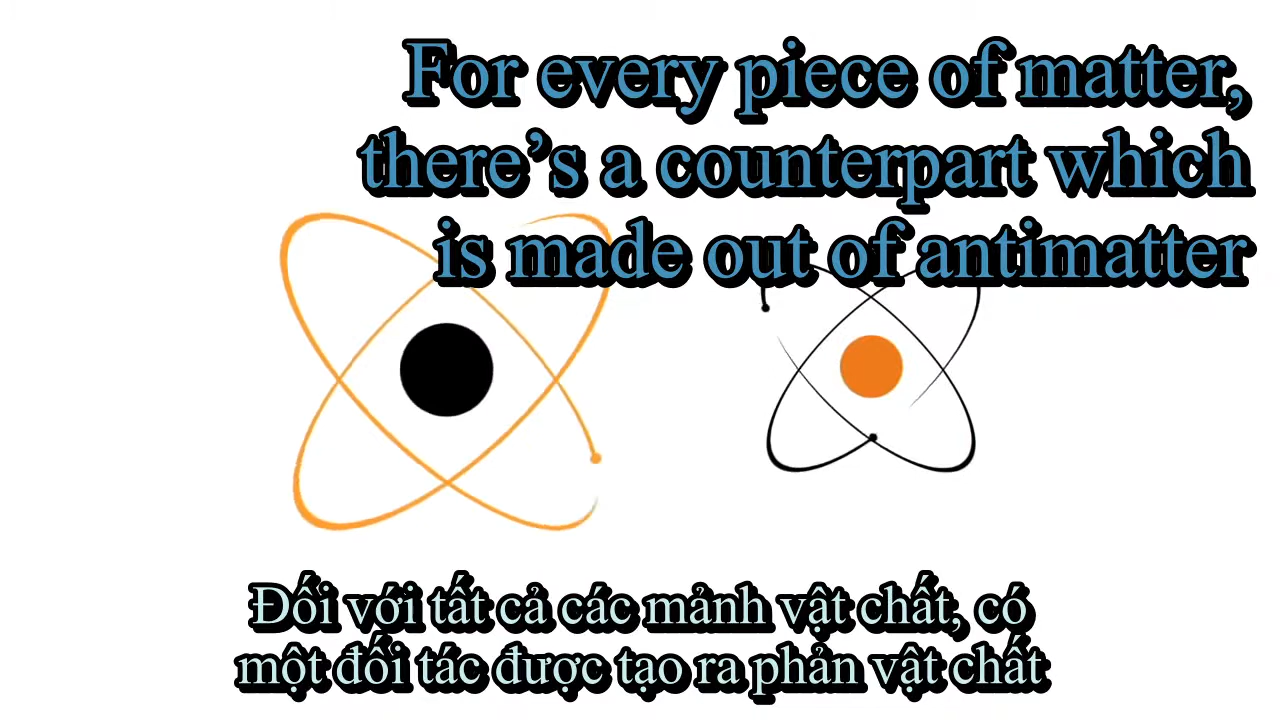 For every piece of matter,
there’s a counterpart which
is made out of antimatter
Đối với tất cả các mảnh vật chất, có
một đối tác được tạo ra phản vật chất